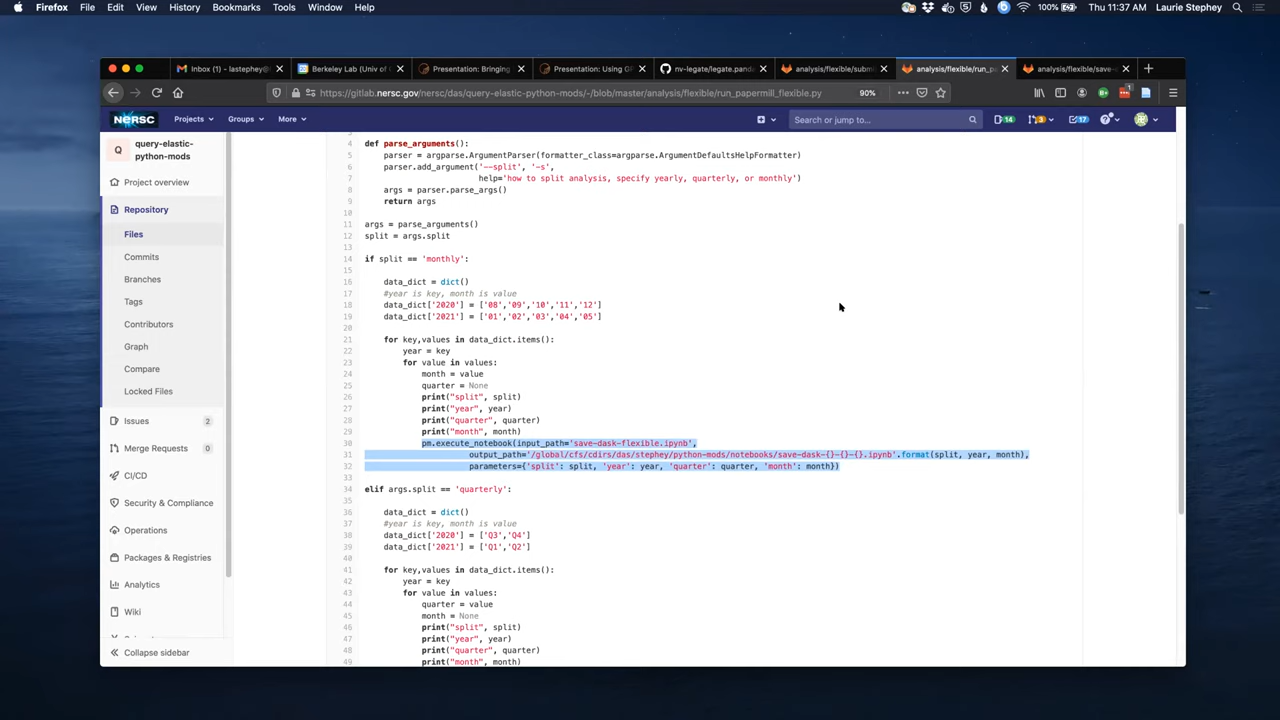 Firefox File Edit View History Bookmarks Tools Window Help 100% Thu 11:37 AM Laurie Stephey
Inbox (1) - lastephey@ Berkeley Lab (Univ of Presentation: Bringing Presentation: Using GP nv-legate/legate.panda analysis/flexible/subm analysis/flexible/run_p analysis/flexible/save-
https://gitlab.nersc.gov/nersc/das/query-elastic-python-mods/-/blob/master/analysis/flexible/run_papermill_flexible.py 90%
NERSC Projects Groups More Search or jump to... 14 3 17
Q query-elastic-python-mods
Project overview
Repository
Files
Commits
Branches
Tags
Contributors
Graph
Compare
Locked Files
Issues 2
Merge Requests 0
CI/CD
Security & Compliance
Operations
Packages & Registries
Analytics
Wiki
Collapse sidebar
3
4 def parse_arguments():
5 parser = argparse.ArgumentParser(formatter_class=argparse.ArgumentDefaultsHelpFormatter)
6 parser.add_argument('--split', '-s',
7 help='how to split analysis, specify yearly, quarterly, or monthly')
8 args = parser.parse_args()
9 return args
10
11 args = parse_arguments()
12 split = args.split
13
14 if split == 'monthly':
15
16 data_dict = dict()
17 #year is key, month is value
18 data_dict['2020'] = ['08','09','10','11','12']
19 data_dict['2021'] = ['01','02','03','04','05']
20
21 for key,values in data_dict.items():
22 year = key
23 for value in values:
24 month = value
25 quarter = None
26 print("split", split)
27 print("year", year)
28 print("quarter", quarter)
29 print("month", month)
30 pm.execute_notebook(input_path='save-dask-flexible.ipynb',
31 output_path='/global/cfs/cdirs/das/stephey/python-mods/notebooks/save-dask-{}-{}-{}.ipynb'.format(split, year, month),
32 parameters={'split': split, 'year': year, 'quarter': quarter, 'month': month})
33
34 elif args.split == 'quarterly':
35
36 data_dict = dict()
37 #year is key, month is value
38 data_dict['2020'] = ['Q3','Q4']
39 data_dict['2021'] = ['Q1','Q2']
40
41 for key,values in data_dict.items():
42 year = key
43 for value in values:
44 quarter = value
45 month = None
46 print("split", split)
47 print("year", year)
48 print("quarter", quarter)
49 print("month", month)